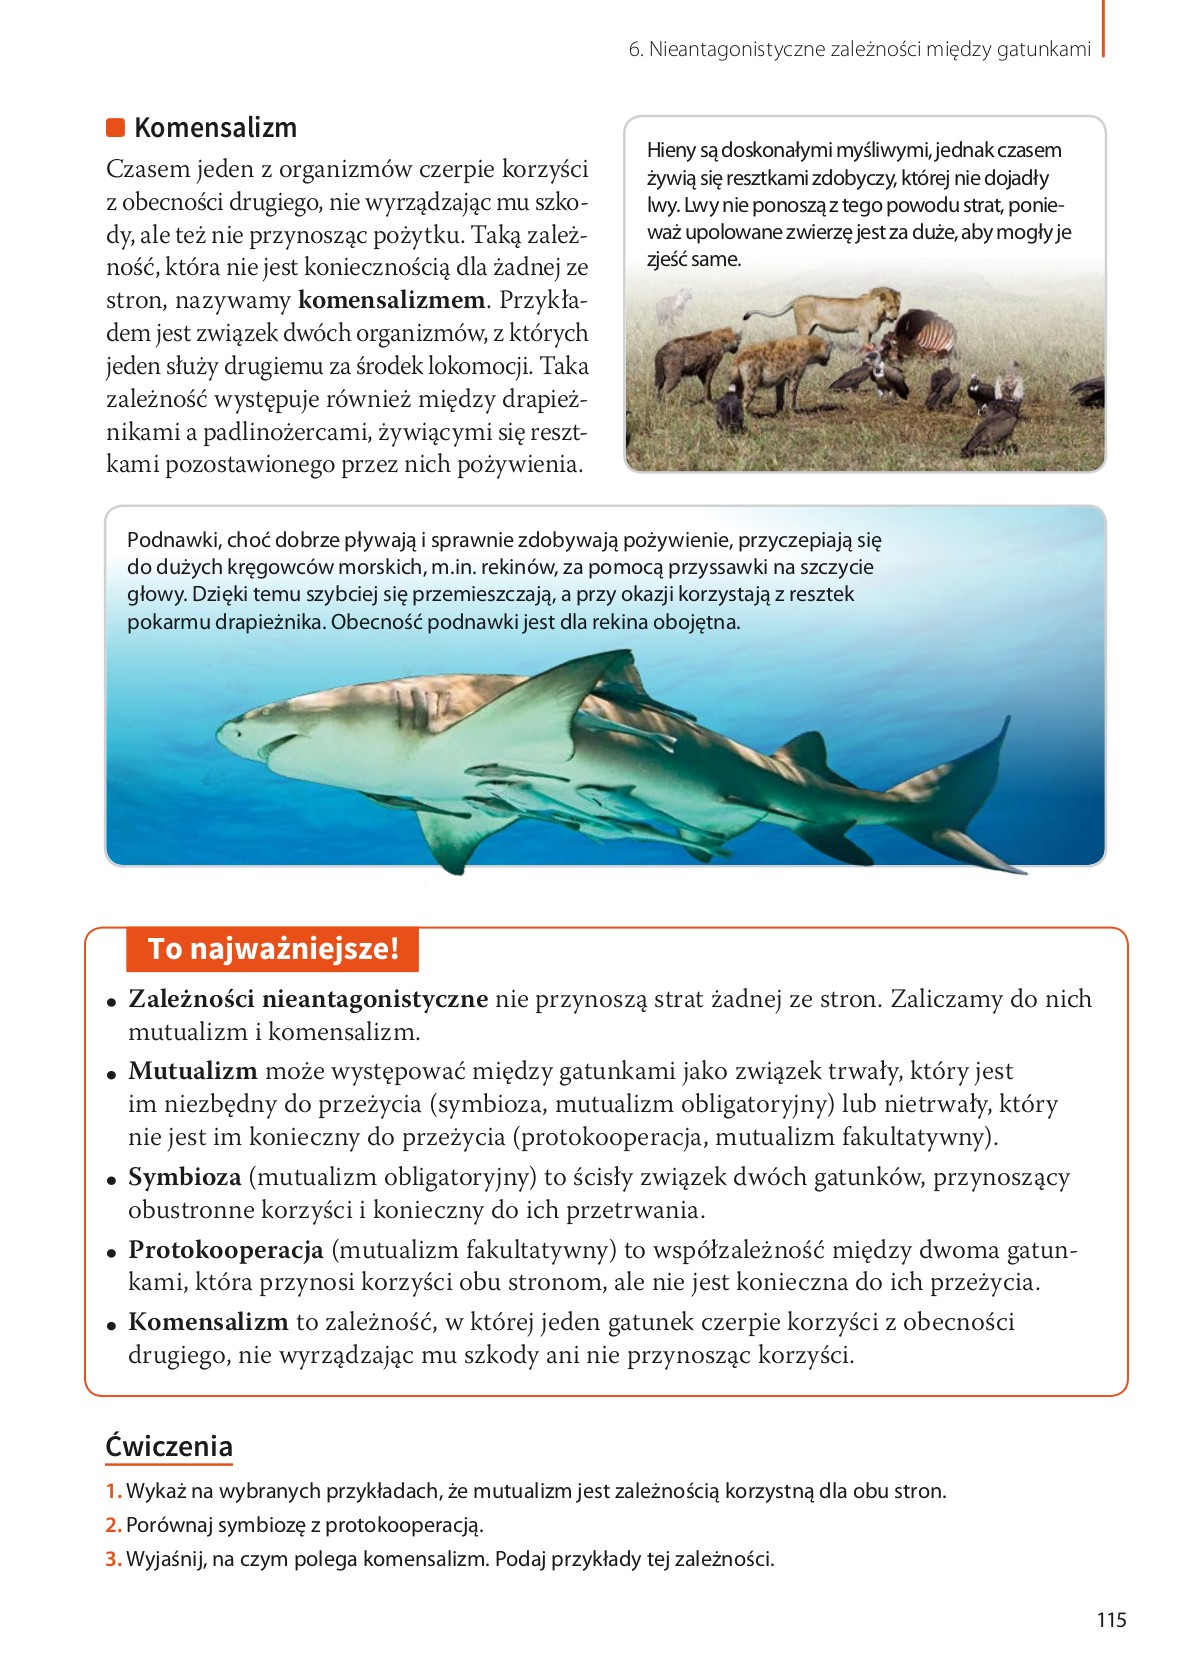 6. Nieantagonistyczne zależności między gatunkami
Komensalizm
Czasem jeden z organizmów czerpie korzyści
z obecności drugiego, nie wyrządzając mu szko-
dy, ale też nie przynosząc pożytku. Taką zależ-
ność, która nie jest koniecznością dla żadnej ze
stron, nazywamy komensalizmem. Przykła-
dem jest związek dwóch organizmów, z których
jeden służy drugiemu za środek lokomocji. Taka
zależność występuje również między drapież-
nikami a padlinożercami, żywiącymi się reszt-
kami pozostawionego przez nich pożywienia.
Hieny są doskonałymi myśliwymi, jednak czasem
żywią się resztkami zdobyczy, której nie dojadły
lwy. Lwy nie ponoszą z tego powodu strat, ponie-
waż upolowane zwierzę jest za duże, aby mogły je
zjeść same.
Podnawki, choć dobrze pływają i sprawnie zdobywają pożywienie, przyczepiają się
do dużych kręgowców morskich, m.in. rekinów, za pomocą przyssawki na szczycie
głowy. Dzięki temu szybciej się przemieszczają, a przy okazji korzystają z resztek
pokarmu drapieżnika. Obecność podnawki jest dla rekina obojętna.
To najważniejsze!
• Zależności nieantagonistyczne nie przynoszą strat żadnej ze stron. Zaliczamy do nich
mutualizm i komensalizm.
• Mutualizm może występować między gatunkami jako związek trwały, który jest
im niezbędny do przeżycia (symbioza, mutualizm obligatoryjny) lub nietrwały, który
nie jest im konieczny do przeżycia (protokooperacja, mutualizm fakultatywny).
• Symbioza (mutualizm obligatoryjny) to ścisły związek dwóch gatunków, przynoszący
obustronne korzyści i konieczny do ich przetrwania.
• Protokooperacja (mutualizm fakultatywny) to współzależność między dwoma gatun-
kami, która przynosi korzyści obu stronom, ale nie jest konieczna do ich przeżycia.
• Komensalizm to zależność, w której jeden gatunek czerpie korzyści z obecności
drugiego, nie wyrządzając mu szkody ani nie przynosząc korzyści.
Ćwiczenia
1. Wykaż na wybranych przykładach, że mutualizm jest zależnością korzystną dla obu stron.
2. Porównaj symbiozę z protokooperacją.
3. Wyjaśnij, na czym polega komensalizm. Podaj przykłady tej zależności.
115